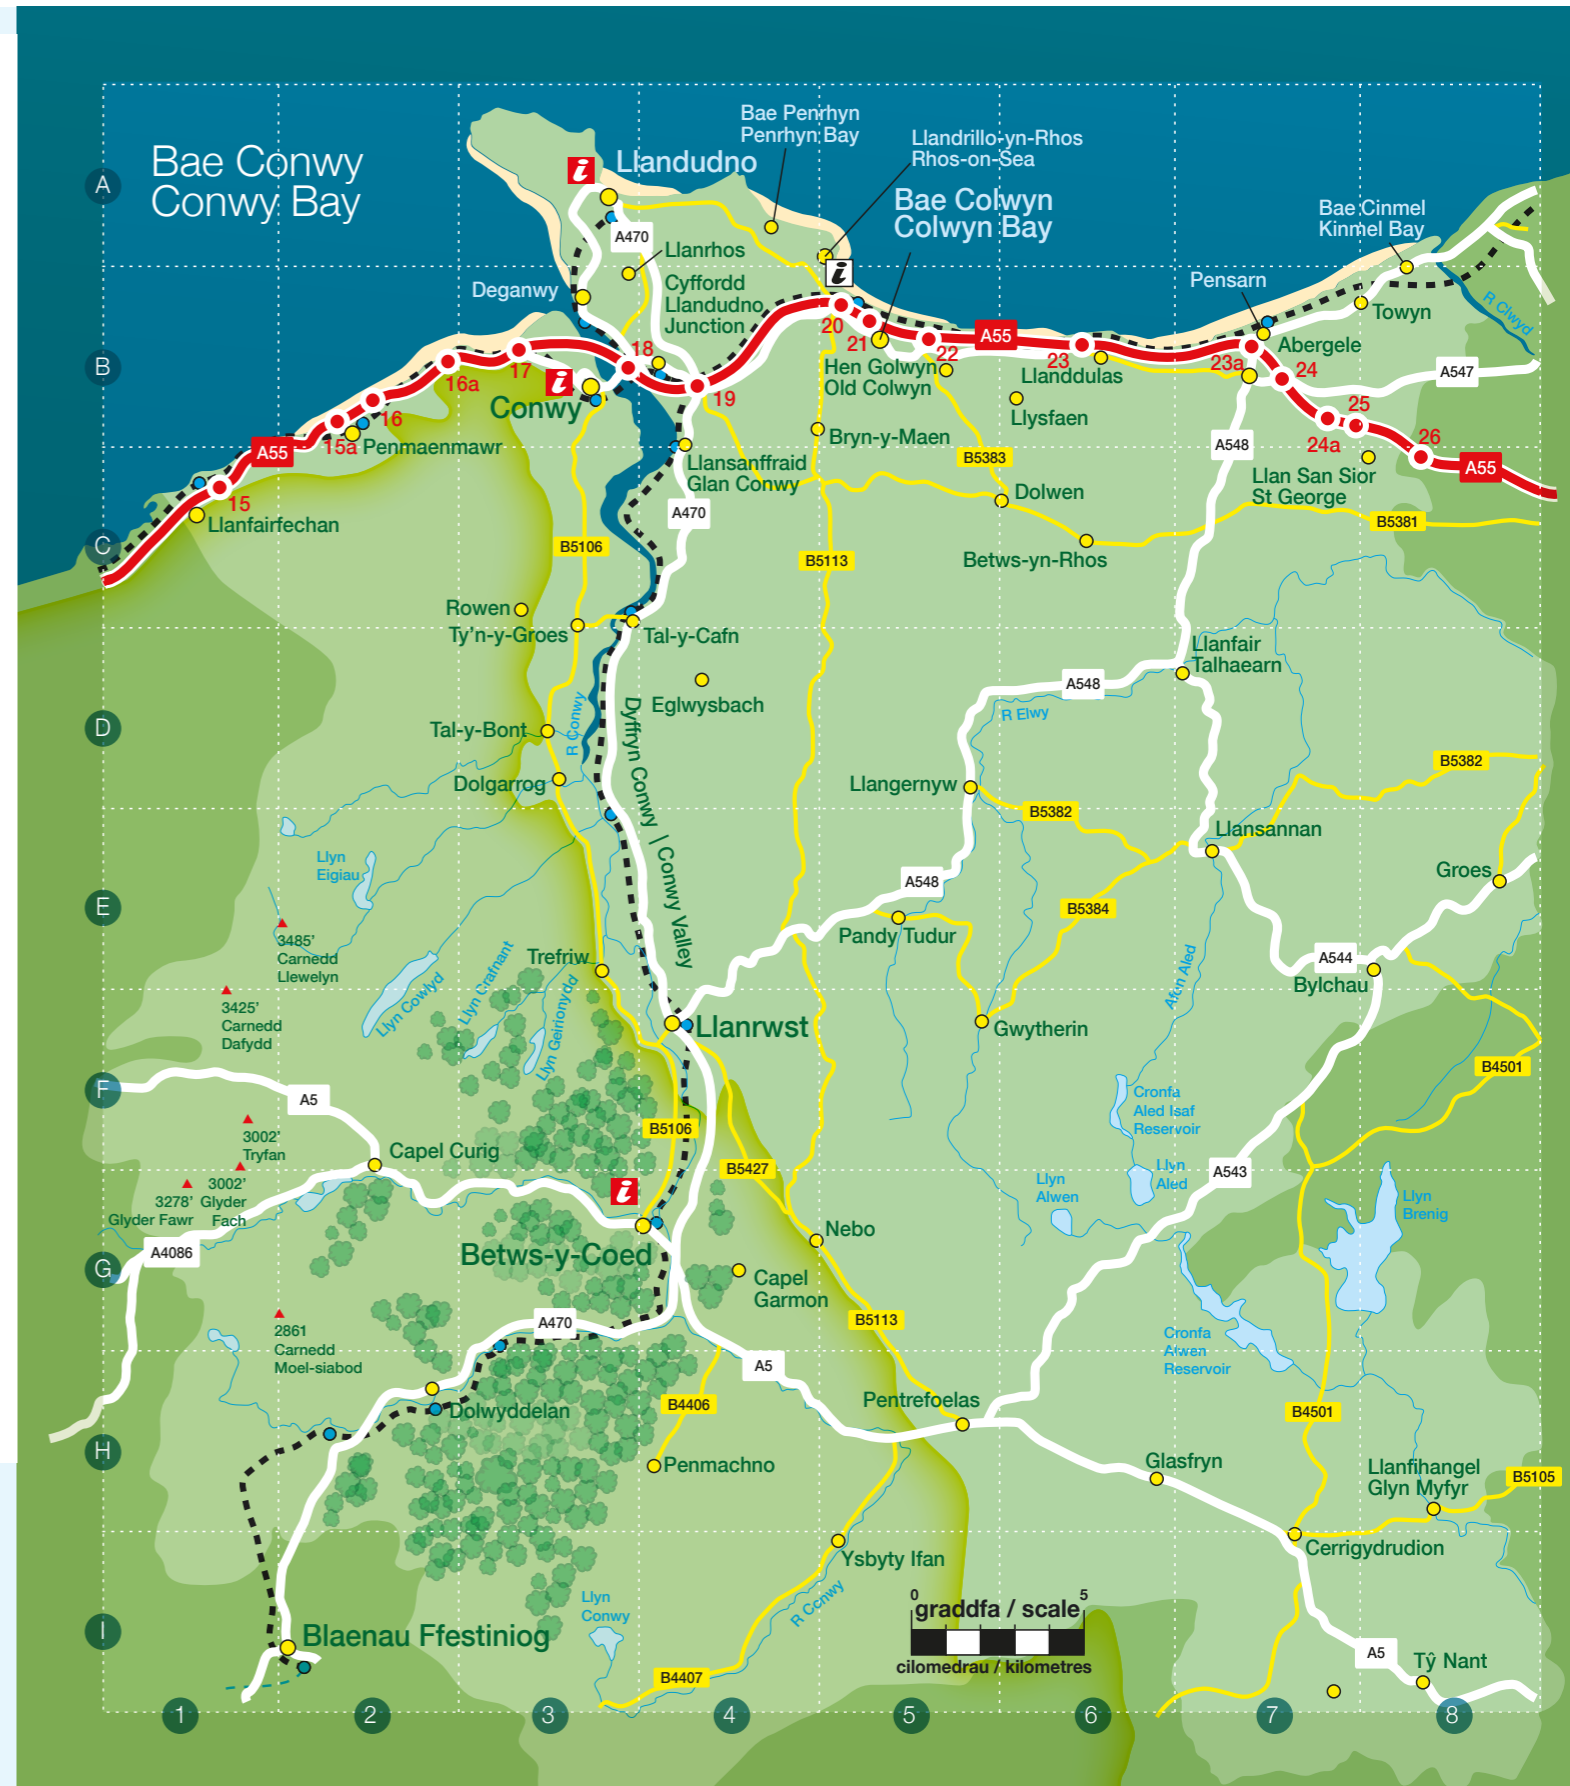 Bae Conwy
Conwy Bay
Llandudno
Bae Penrhyn
Penrhyn Bay
Llandrillo-yn-Rhos
Rhos-on-Sea
Bae Colwyn
Colwyn Bay
Bae Cinmel
Kinmel Bay
A
A470
Llanrhos
Deganwy
Cyffordd
Llandudno
Junction
Pensarn
Towyn
R Clwyd
B
16a
17
18
19
20
21
22
A55
23
23a
Abergele
24
A547
Conwy
Hen Golwyn
Old Colwyn
Llanddulas
Llysfaen
25
24a
26
A55
16
15a
Penmaenmawr
A55
15
Llanfairfechan
Bryn-y-Maen
B5383
A548
Llansanffraid
Glan Conwy
Dolwen
Llan San Sior
St George
A470
B5381
C
B5106
B5113
Betws-yn-Rhos
Rowen
Ty'n-y-Groes
Tal-y-Cafn
Llanfair
Talhaearn
Eglwysbach
A548
R Elwy
D
Tal-y-Bont
R Conwy
Dyffryn Conwy | Conwy Valley
Dolgarrog
Llangernyw
B5382
B5382
Llansannan
Llyn
Eigiau
A548
Groes
E
B5384
3485'
Carnedd
Llewelyn
Pandy Tudur
Trefriw
Afon Aled
A544
Bylchau
3425'
Carnedd
Dafydd
Llyn Cowlyd
Llyn Crafnant
Llyn Geirionydd
Llanrwst
Gwytherin
B4501
F
A5
Cronfa
Aled Isaf
Reservoir
3002'
Tryfan
Capel Curig
B5106
B5427
A543
3278'
Glyder Fawr
3002'
Glyder
Fach
Llyn
Alwen
Llyn
Aled
Llyn
Brenig
A4086
Nebo
G
Betws-y-Coed
Capel
Garmon
A470
B5113
2861
Carnedd
Moel-siabod
Cronfa
Alwen
Reservoir
A5
Dolwyddelan
B4406
Pentrefoelas
B4501
H
Penmachno
Glasfryn
Llanfihangel
Glyn Myfyr
B5105
Ysbyty Ifan
Cerrigydrudion
Llyn
Conwy
R Conwy
0
5
graddfa / scale
cilomedrau / kilometres
I
Blaenau Ffestiniog
B4407
A5
Tŷ Nant
1
2
3
4
5
6
7
8